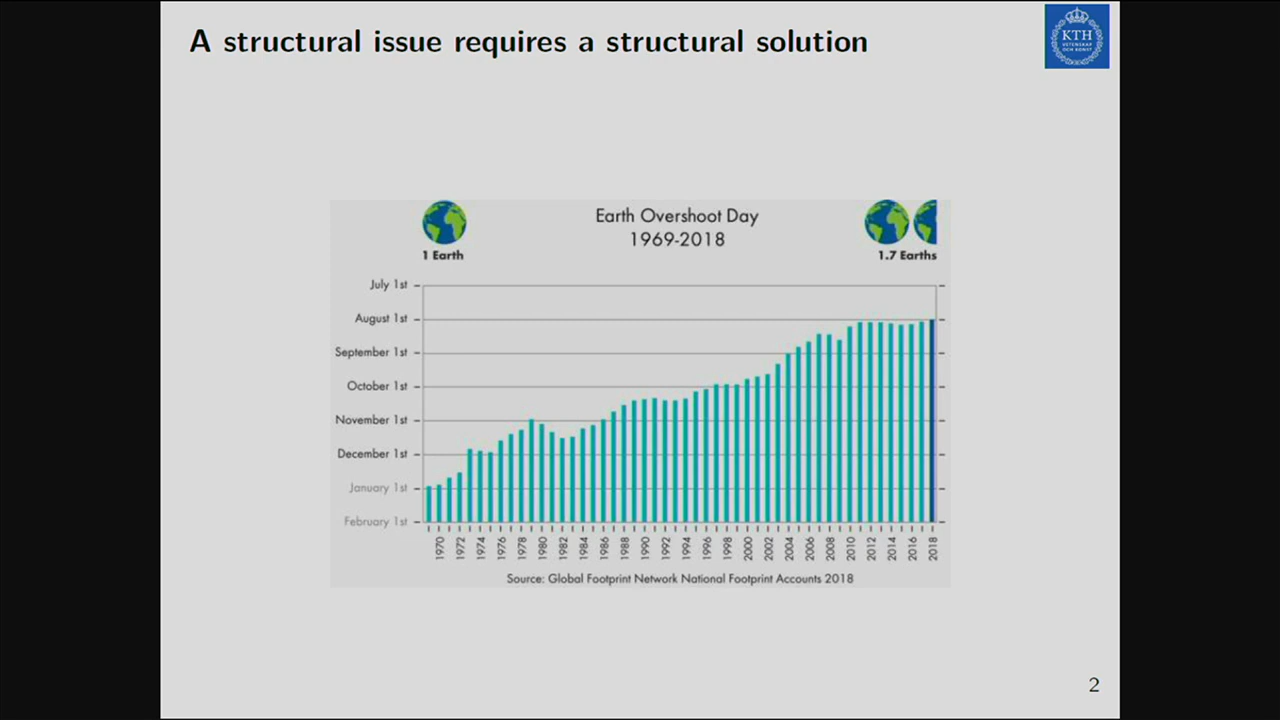 A structural issue requires a structural solution
KTH
VETENSKAP
OCH KONST
Earth Overshoot Day
1969-2018
1 Earth
1.7 Earths
July 1st
August 1st
September 1st
October 1st
November 1st
December 1st
January 1st
February 1st
1970 1972 1974 1976 1978 1980 1982 1984 1986 1988 1990 1992 1994 1996 1998 2000 2002 2004 2006 2008 2010 2012 2014 2016 2018
Source: Global Footprint Network National Footprint Accounts 2018
2